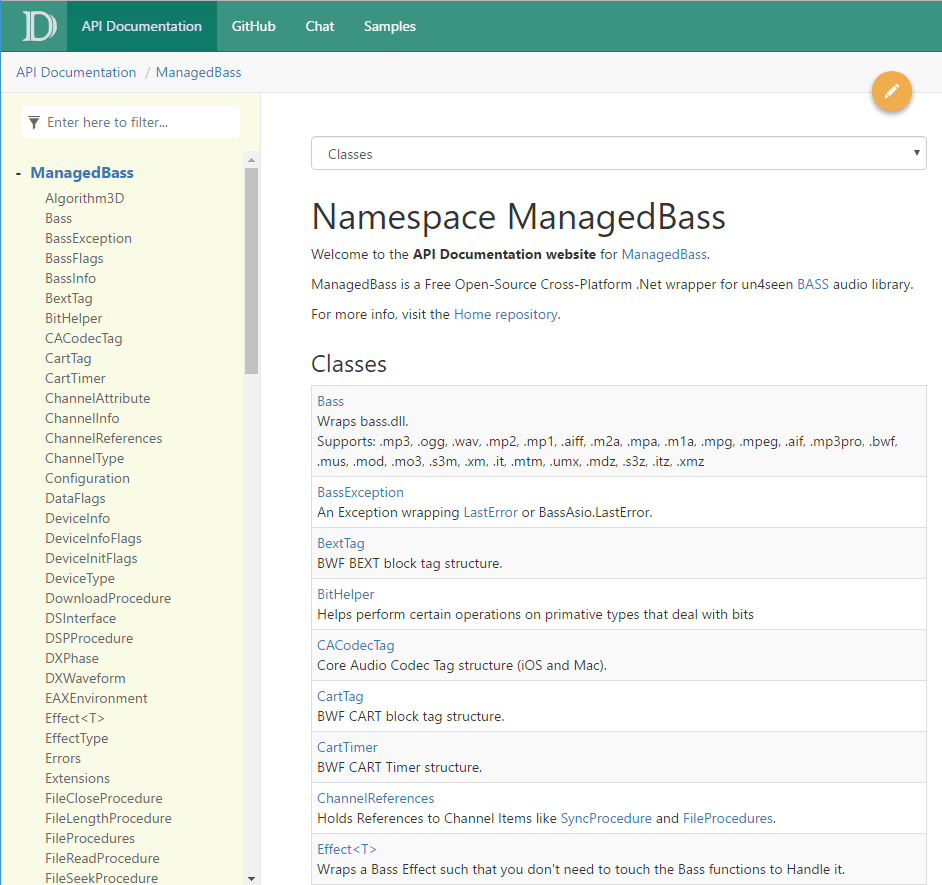 D API Documentation GitHub Chat Samples
API Documentation / ManagedBass
Enter here to filter...
- ManagedBass
Algorithm3D
Bass
BassException
BassFlags
BassInfo
BextTag
BitHelper
CACodecTag
CartTag
CartTimer
ChannelAttribute
ChannelInfo
ChannelReferences
ChannelType
Configuration
DataFlags
DeviceInfo
DeviceInfoFlags
DeviceInitFlags
DeviceType
DownloadProcedure
DSInterface
DSPProcedure
DXPhase
DXWaveform
EAXEnvironment
Effect<T>
EffectType
Errors
Extensions
FileCloseProcedure
FileLengthProcedure
FileProcedures
FileReadProcedure
FileSeekProcedure
Classes
Namespace ManagedBass
Welcome to the API Documentation website for ManagedBass.
ManagedBass is a Free Open-Source Cross-Platform .Net wrapper for un4seen BASS audio library.
For more info, visit the Home repository.
Classes
Bass
Wraps bass.dll.
Supports: .mp3, .ogg, .wav, .mp2, .mp1, .aiff, .m2a, .mpa, .m1a, .mpg, .mpeg, .aif, .mp3pro, .bwf,
.mus, .mod, .mo3, .s3m, .xm, .it, .mtm, .umx, .mdz, .s3z, .itz, .xmz
BassException
An Exception wrapping LastError or BassAsio.LastError.
BextTag
BWF BEXT block tag structure.
BitHelper
Helps perform certain operations on primative types that deal with bits
CACodecTag
Core Audio Codec Tag structure (iOS and Mac).
CartTag
BWF CART block tag structure.
CartTimer
BWF CART Timer structure.
ChannelReferences
Holds References to Channel Items like SyncProcedure and FileProcedures.
Effect<T>
Wraps a Bass Effect such that you don't need to touch the Bass functions to Handle it.